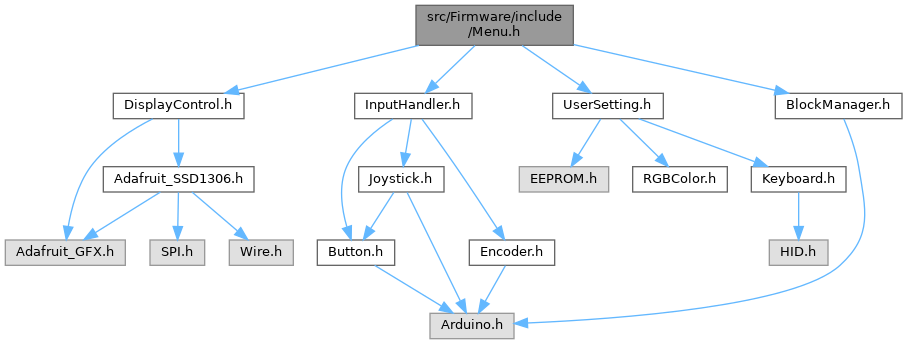 src/Firmware/include
/Menu.h
DisplayControl.h
InputHandler.h
UserSetting.h
BlockManager.h
Adafruit_SSD1306.h
Joystick.h
EEPROM.h
RGBColor.h
Keyboard.h
Adafruit_GFX.h
SPI.h
Wire.h
Button.h
Encoder.h
HID.h
Arduino.h